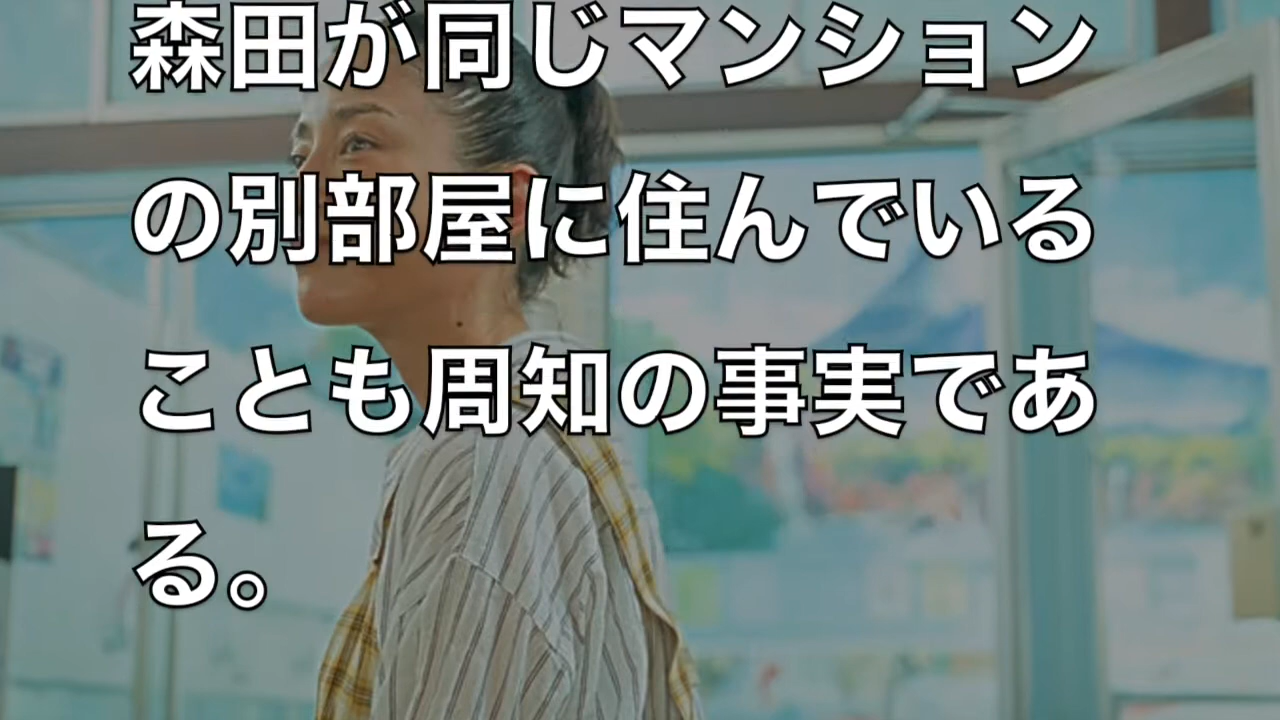 森田が同じマンション
の別部屋に住んでいる
ことも周知の事実であ
る。